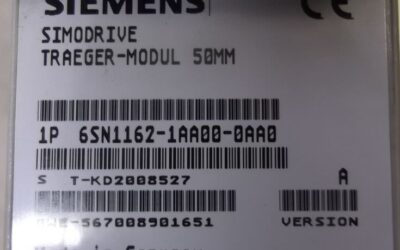 SIEMENS
SIMODRIVE
TRAEGER-MODUL 50MM
1P 6SN1162-1AA00-0AA0
S T-KD2008527 A
567008901651 VERSION